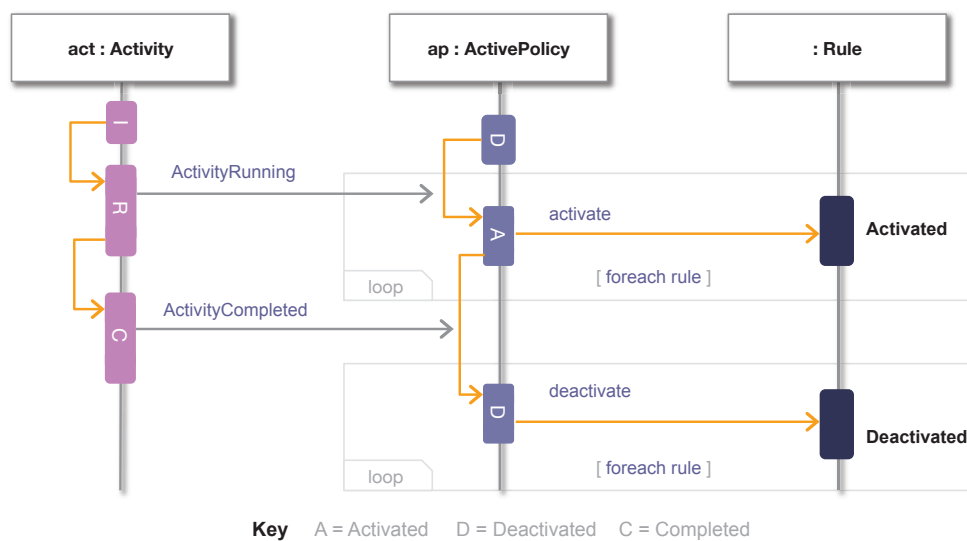 act : Activity
ap : ActivePolicy
: Rule
I
D
ActivityRunning
R
activate
A
Activated
[ foreach rule ]
loop
ActivityCompleted
C
deactivate
D
Deactivated
[ foreach rule ]
loop
Key A = Activated D = Deactivated C = Completed